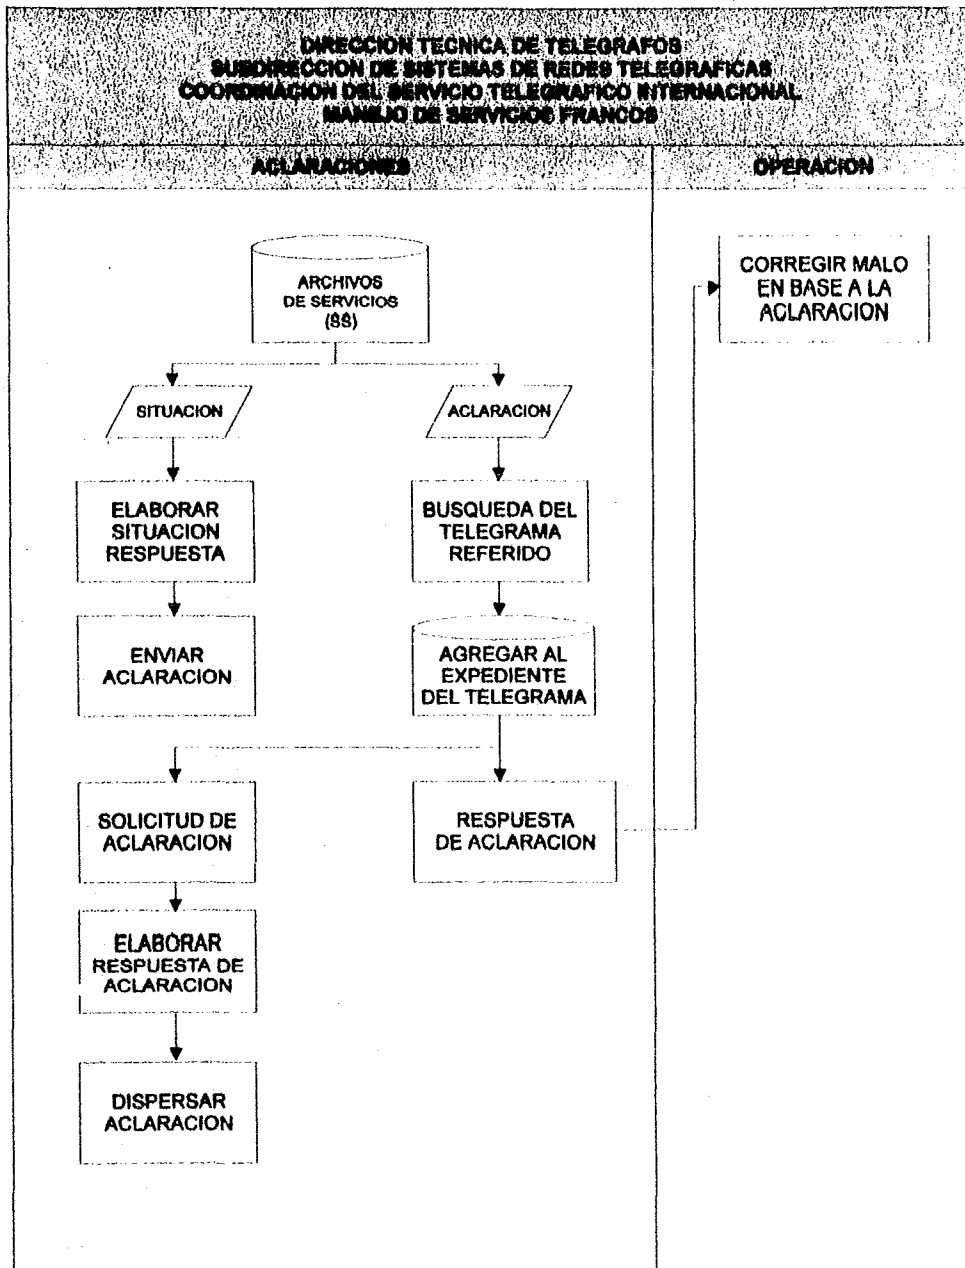 DIRECCION TECNICA DE TELEGRAFOS
SUBDIRECCION DE SISTEMAS DE REDES TELEGRAFICAS
COORDINACION DEL SERVICIO TELEGRAFICO INTERNACIONAL
MANEJO DE SERVICIOS FRANCOS
ACLARACIONES
OPERACION
ARCHIVOS
DE SERVICIOS
(SS)
CORREGIR MALO
EN BASE A LA
ACLARACION
SITUACION
ACLARACION
ELABORAR
SITUACION
RESPUESTA
BUSQUEDA DEL
TELEGRAMA
REFERIDO
ENVIAR
ACLARACION
AGREGAR AL
EXPEDIENTE
DEL TELEGRAMA
SOLICITUD DE
ACLARACION
RESPUESTA
DE ACLARACION
ELABORAR
RESPUESTA DE
ACLARACION
DISPERSAR
ACLARACION